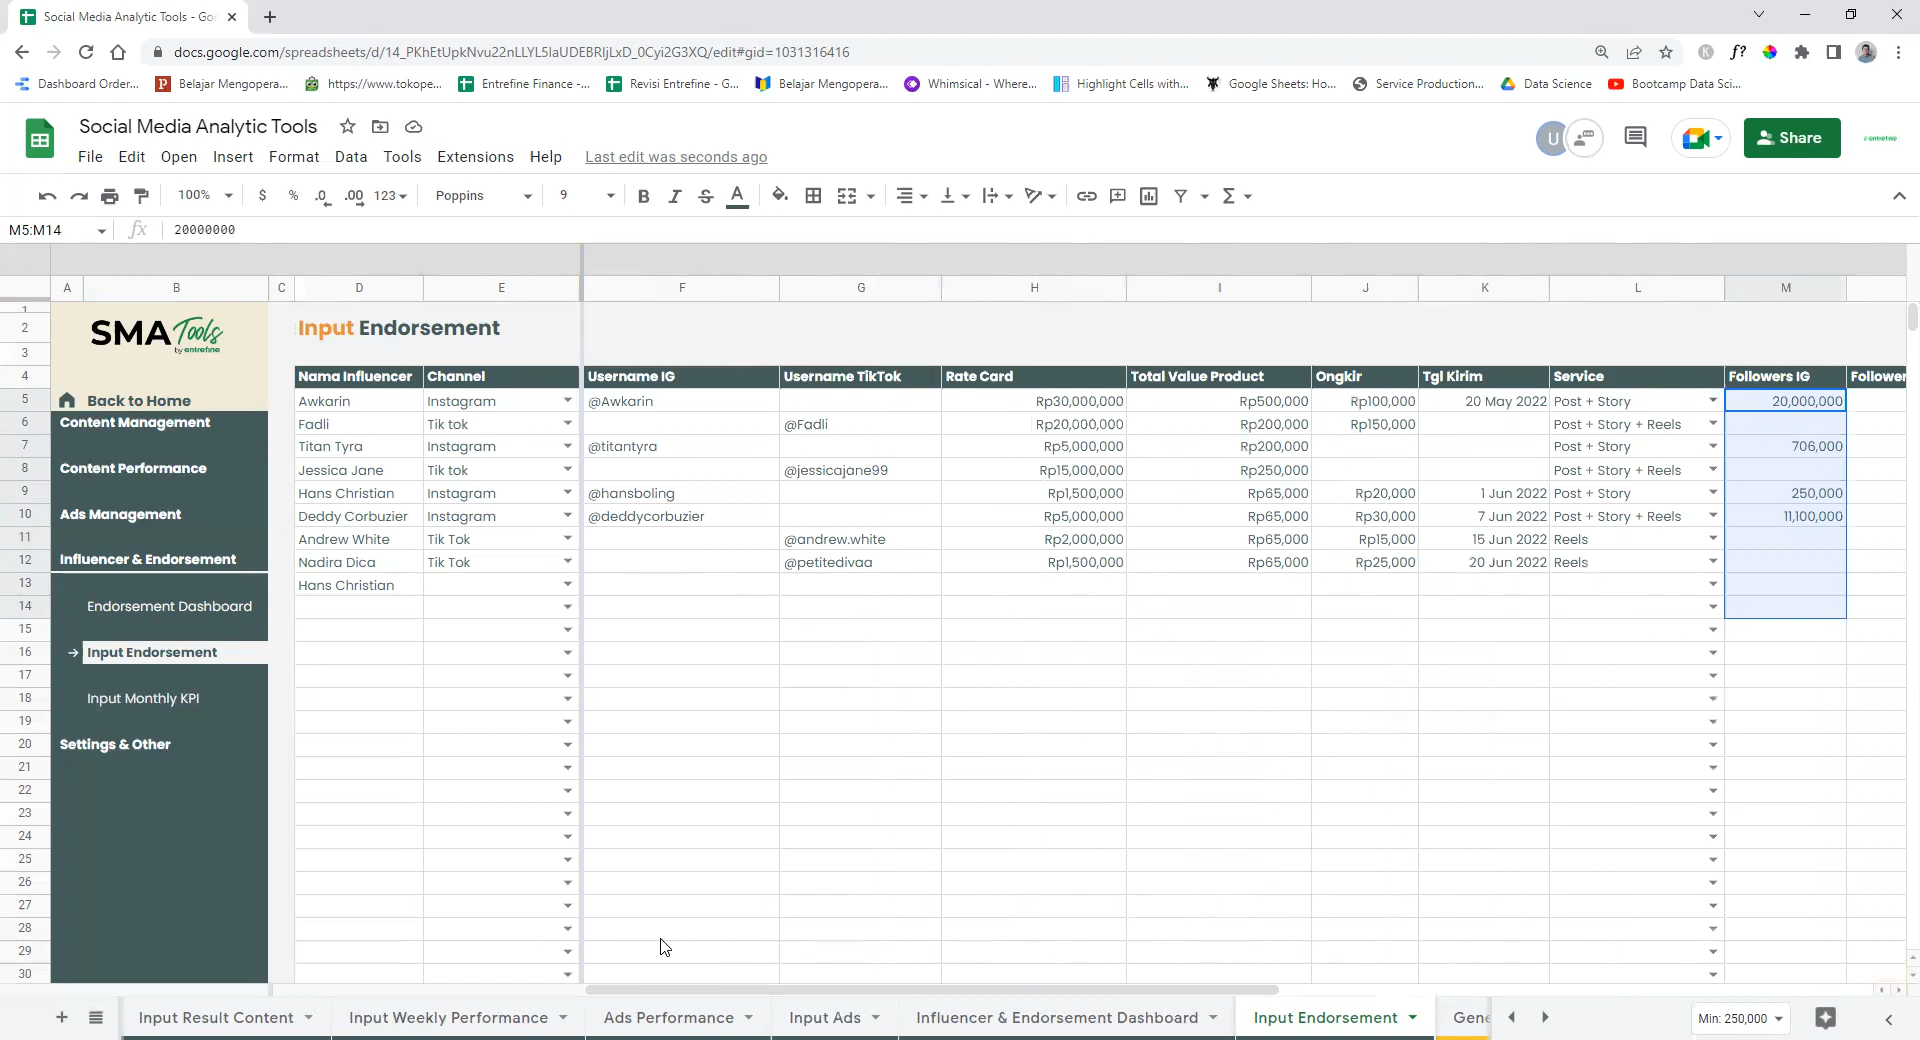 Social Media Analytic Tools - Goo
docs.google.com/spreadsheets/d/14_PKhEtUpkNvu22nLLYL5IaUDEBRIjLxD_0Cyi2G3XQ/edit#gid=1031316416
Dashboard Order... Belajar Mengopera... https://www.tokope... Entrefine Finance -... Revisi Entrefine - G... Belajar Mengopera... Whimsical - Where... Highlight Cells with... Google Sheets: Ho... Service Production... Data Science Bootcamp Data Sci...
Social Media Analytic Tools
U
Share
entrefine
File Edit Open Insert Format Data Tools Extensions Help Last edit was seconds ago
100% $ % .0 .00 123 Poppins 9 B I S A
M5:M14 fx 20000000
A B C D E F G H I J K L M
SMA Tools
by entrefine
Input Endorsement
4 Nama Influencer Channel Username IG Username TikTok Rate Card Total Value Product Ongkir Tgl Kirim Service Followers IG Follower
5 Back to Home Awkarin Instagram @Awkarin Rp30,000,000 Rp500,000 Rp100,000 20 May 2022 Post + Story 20,000,000
6 Content Management Fadli Tik tok @Fadli Rp20,000,000 Rp200,000 Rp150,000 Post + Story + Reels
7 Titan Tyra Instagram @titantyra Rp5,000,000 Rp200,000 Post + Story 706,000
8 Content Performance Jessica Jane Tik tok @jessicajane99 Rp15,000,000 Rp250,000 Post + Story + Reels
9 Hans Christian Instagram @hansboling Rp1,500,000 Rp65,000 Rp20,000 1 Jun 2022 Post + Story 250,000
10 Ads Management Deddy Corbuzier Instagram @deddycorbuzier Rp5,000,000 Rp65,000 Rp30,000 7 Jun 2022 Post + Story + Reels 11,100,000
11 Andrew White Tik Tok @andrew.white Rp2,000,000 Rp65,000 Rp15,000 15 Jun 2022 Reels
12 Influencer & Endorsement Nadira Dica Tik Tok @petitedivaa Rp1,500,000 Rp65,000 Rp25,000 20 Jun 2022 Reels
13 Hans Christian
14 Endorsement Dashboard
15
16 → Input Endorsement
17
18 Input Monthly KPI
19
20 Settings & Other
21
22
23
24
25
26
27
28
29
30
1
2
3
Input Result Content Input Weekly Performance Ads Performance Input Ads Influencer & Endorsement Dashboard Input Endorsement Gene Min: 250,000